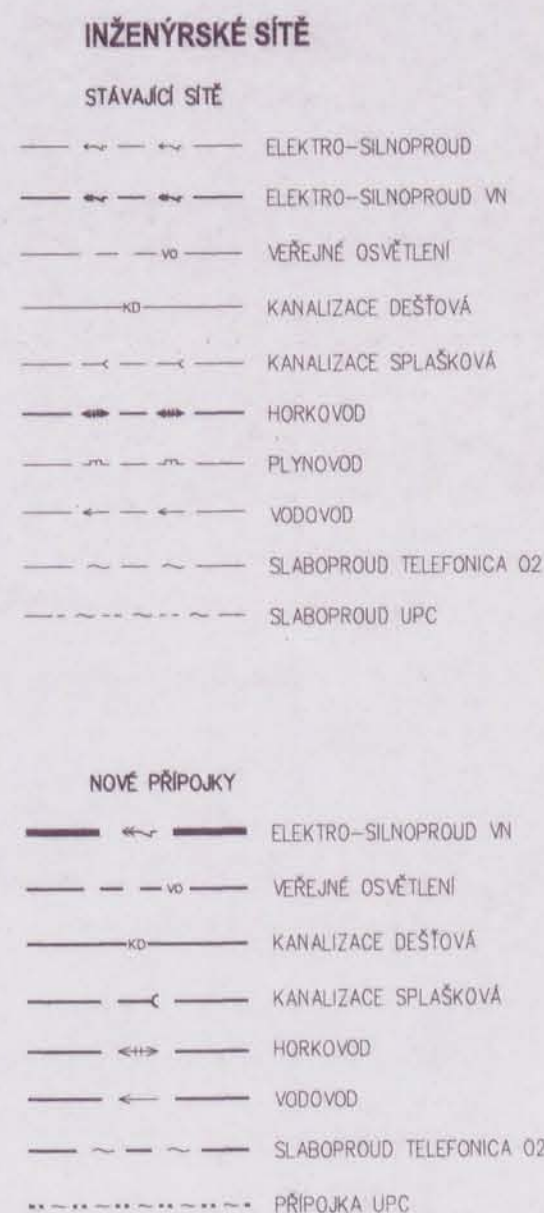 INŽENÝRSKÉ SÍTĚ
STÁVAJÍCÍ SÍTĚ
ELEKTRO-SILNOPROUD
ELEKTRO-SILNOPROUD VN
VO VEŘEJNÉ OSVĚTLENÍ
KD KANALIZACE DEŠŤOVÁ
KANALIZACE SPLAŠKOVÁ
HORKOVOD
PLYNOVOD
VODOVOD
SLABOPROUD TELEFONICA O2
SLABOPROUD UPC
NOVÉ PŘÍPOJKY
ELEKTRO-SILNOPROUD VN
VO VEŘEJNÉ OSVĚTLENÍ
KD KANALIZACE DEŠŤOVÁ
KANALIZACE SPLAŠKOVÁ
HORKOVOD
VODOVOD
SLABOPROUD TELEFONICA O2
PŘÍPOJKA UPC